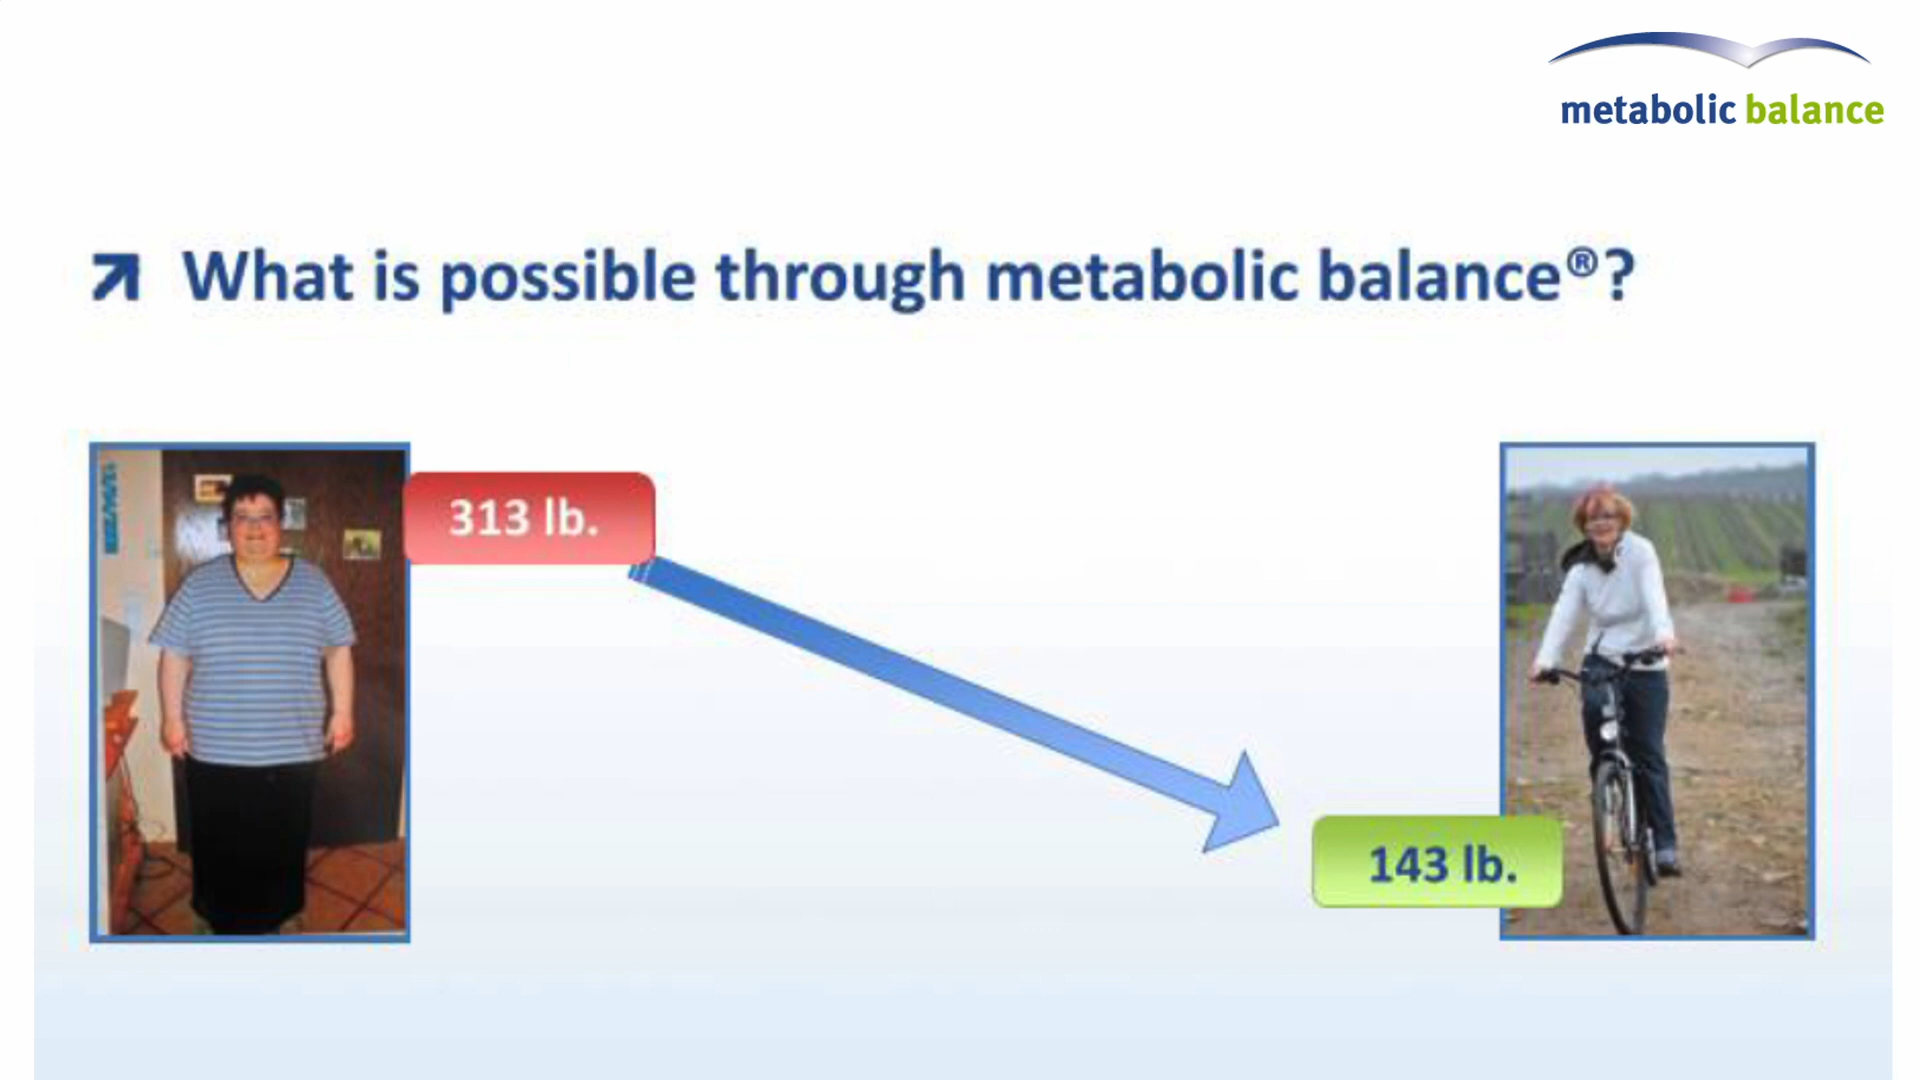 metabolic balance
What is possible through metabolic balance®?
313 lb.
143 lb.